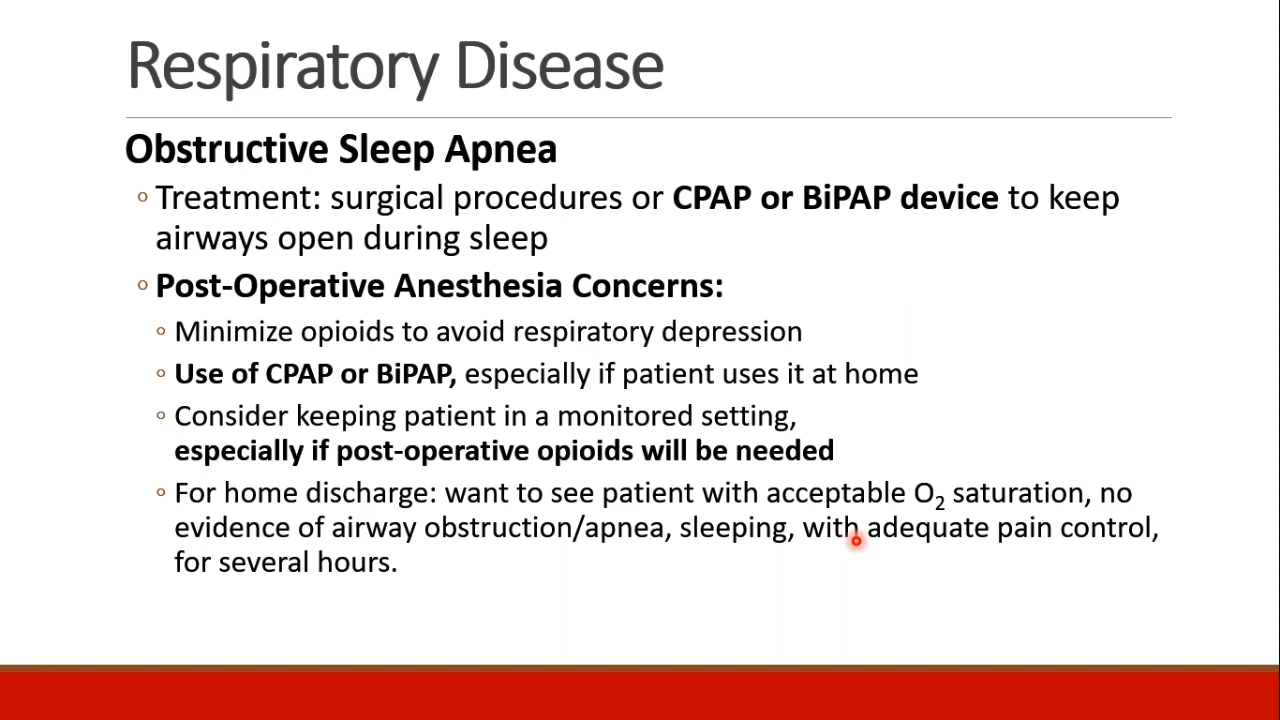 Respiratory Disease
Obstructive Sleep Apnea
◦ Treatment: surgical procedures or CPAP or BiPAP device to keep
airways open during sleep
◦ Post-Operative Anesthesia Concerns:
◦ Minimize opioids to avoid respiratory depression
◦ Use of CPAP or BiPAP, especially if patient uses it at home
◦ Consider keeping patient in a monitored setting,
especially if post-operative opioids will be needed
◦ For home discharge: want to see patient with acceptable O₂ saturation, no
evidence of airway obstruction/apnea, sleeping, with adequate pain control,
for several hours.